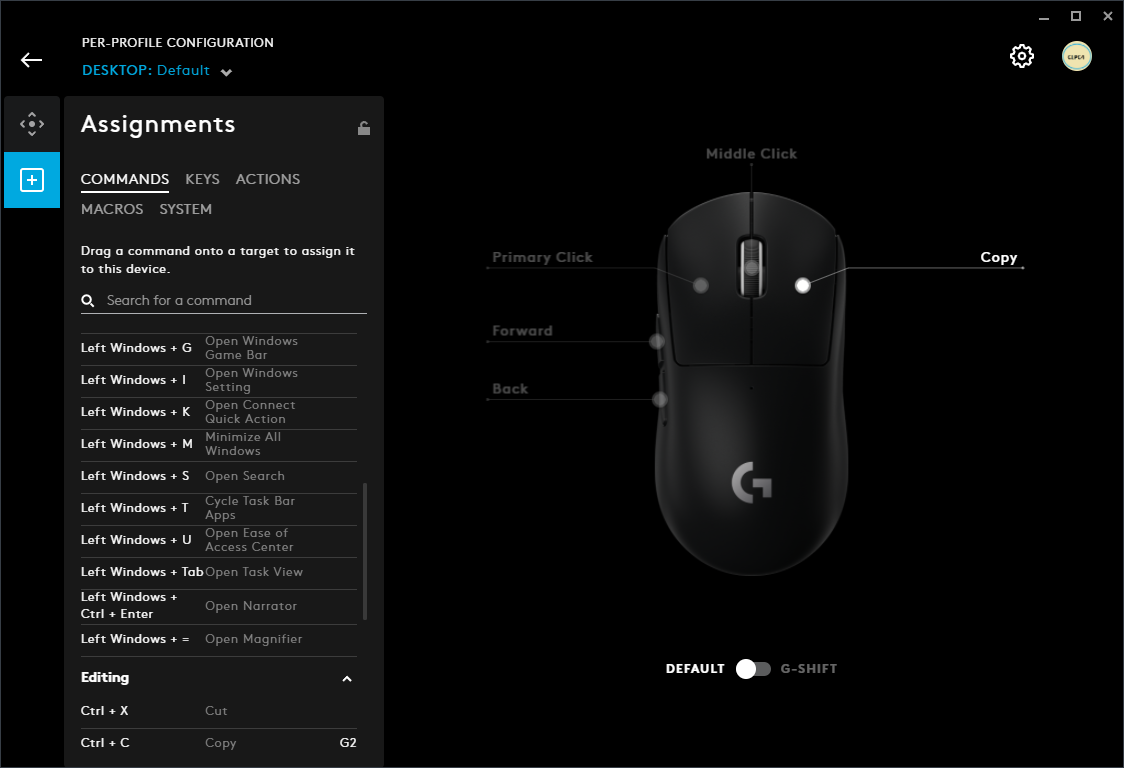 PER-PROFILE CONFIGURATION
DESKTOP: Default
Assignments
COMMANDS KEYS ACTIONS
MACROS SYSTEM
Drag a command onto a target to assign it
to this device.
Search for a command
Left Windows + G Open Windows
Game Bar
Left Windows + I Open Windows
Setting
Left Windows + K Open Connect
Quick Action
Left Windows + M Minimize All
Windows
Left Windows + S Open Search
Left Windows + T Cycle Task Bar
Apps
Left Windows + U Open Ease of
Access Center
Left Windows + Tab Open Task View
Left Windows +
Ctrl + Enter Open Narrator
Left Windows + = Open Magnifier
Editing
Ctrl + X Cut
Ctrl + C Copy G2
Middle Click
Primary Click
Copy
Forward
Back
G
DEFAULT G-SHIFT